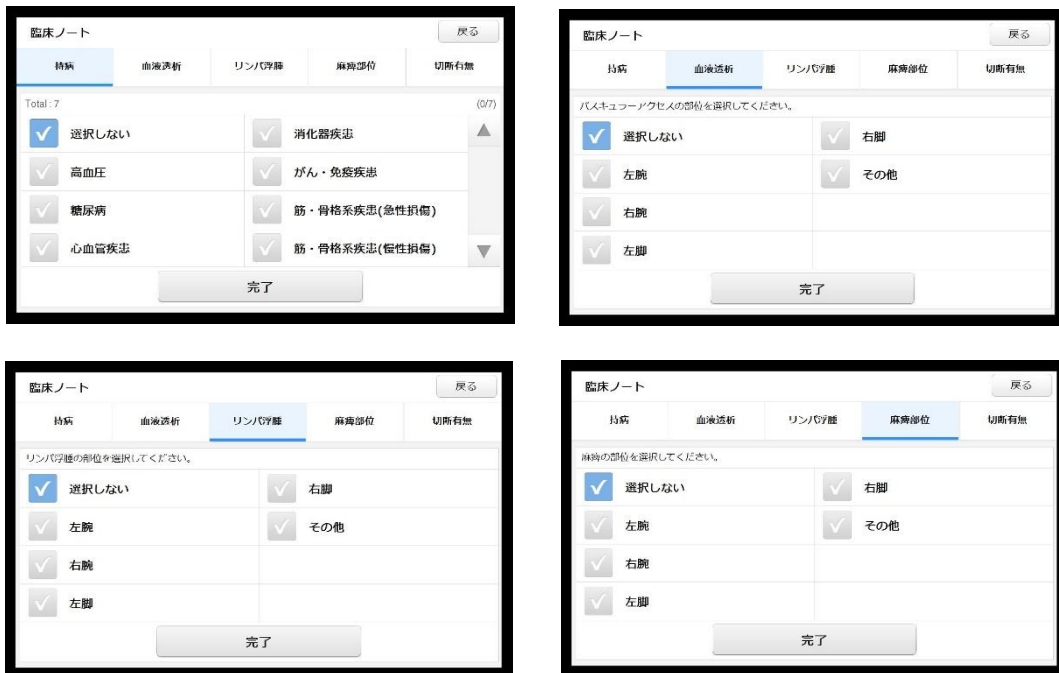 臨床ノート 戻る
持病 血液透析 リンパ浮腫 麻痺部位 切断有無
Total : 7 (0/7)
選択しない 消化器疾患
高血圧 がん・免疫疾患
糖尿病 筋・骨格系疾患(急性損傷)
心血管疾患 筋・骨格系疾患(慢性損傷)
完了
臨床ノート 戻る
持病 血液透析 リンパ浮腫 麻痺部位 切断有無
バスキュラーアクセスの部位を選択してください。
選択しない 右脚
左腕 その他
右腕
左脚
完了
臨床ノート 戻る
持病 血液透析 リンパ浮腫 麻痺部位 切断有無
リンパ浮腫の部位を選択してください。
選択しない 右脚
左腕 その他
右腕
左脚
完了
臨床ノート 戻る
持病 血液透析 リンパ浮腫 麻痺部位 切断有無
麻痺の部位を選択してください。
選択しない 右脚
左腕 その他
右腕
左脚
完了